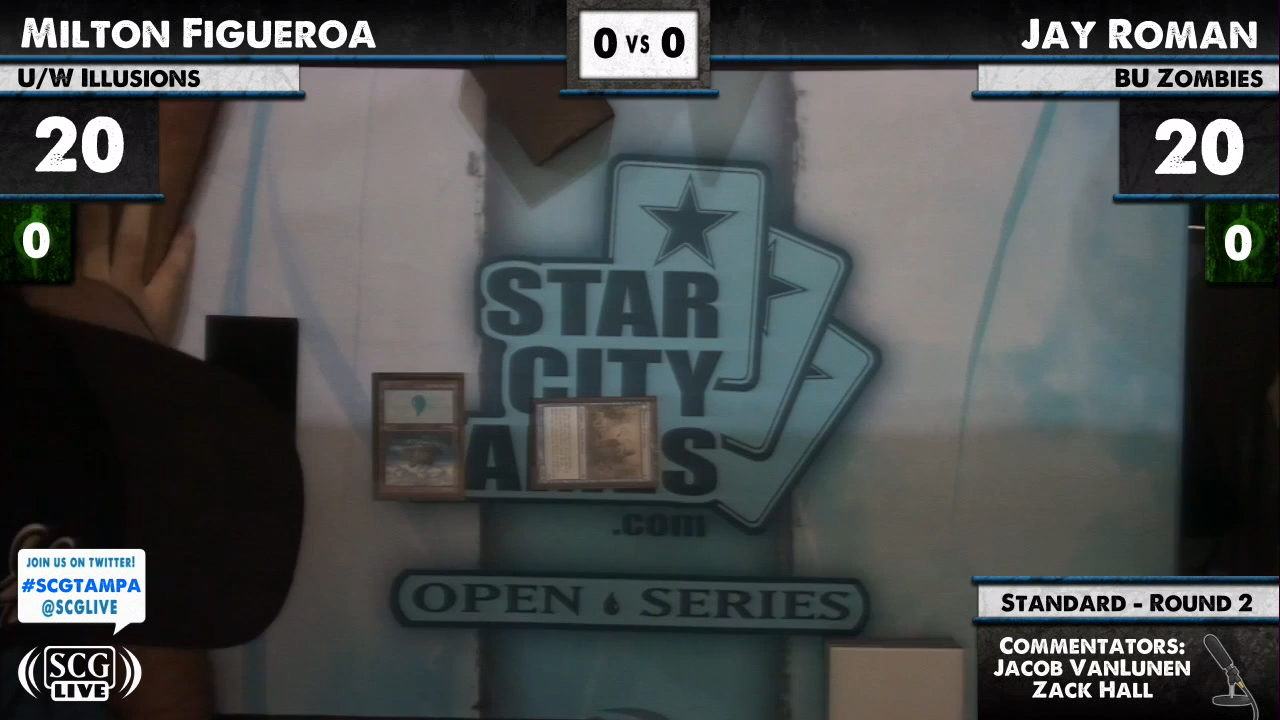 MILTON FIGUEROA
0 VS 0
JAY ROMAN
U/W ILLUSIONS
BU ZOMBIES
20
20
0
0
STAR
CITY
.com
OPEN SERIES
JOIN US ON TWITTER!
#SCGTAMPA
@SCGLIVE
SCG
LIVE
STANDARD - ROUND 2
COMMENTATORS:
JACOB VANLUNEN
ZACK HALL